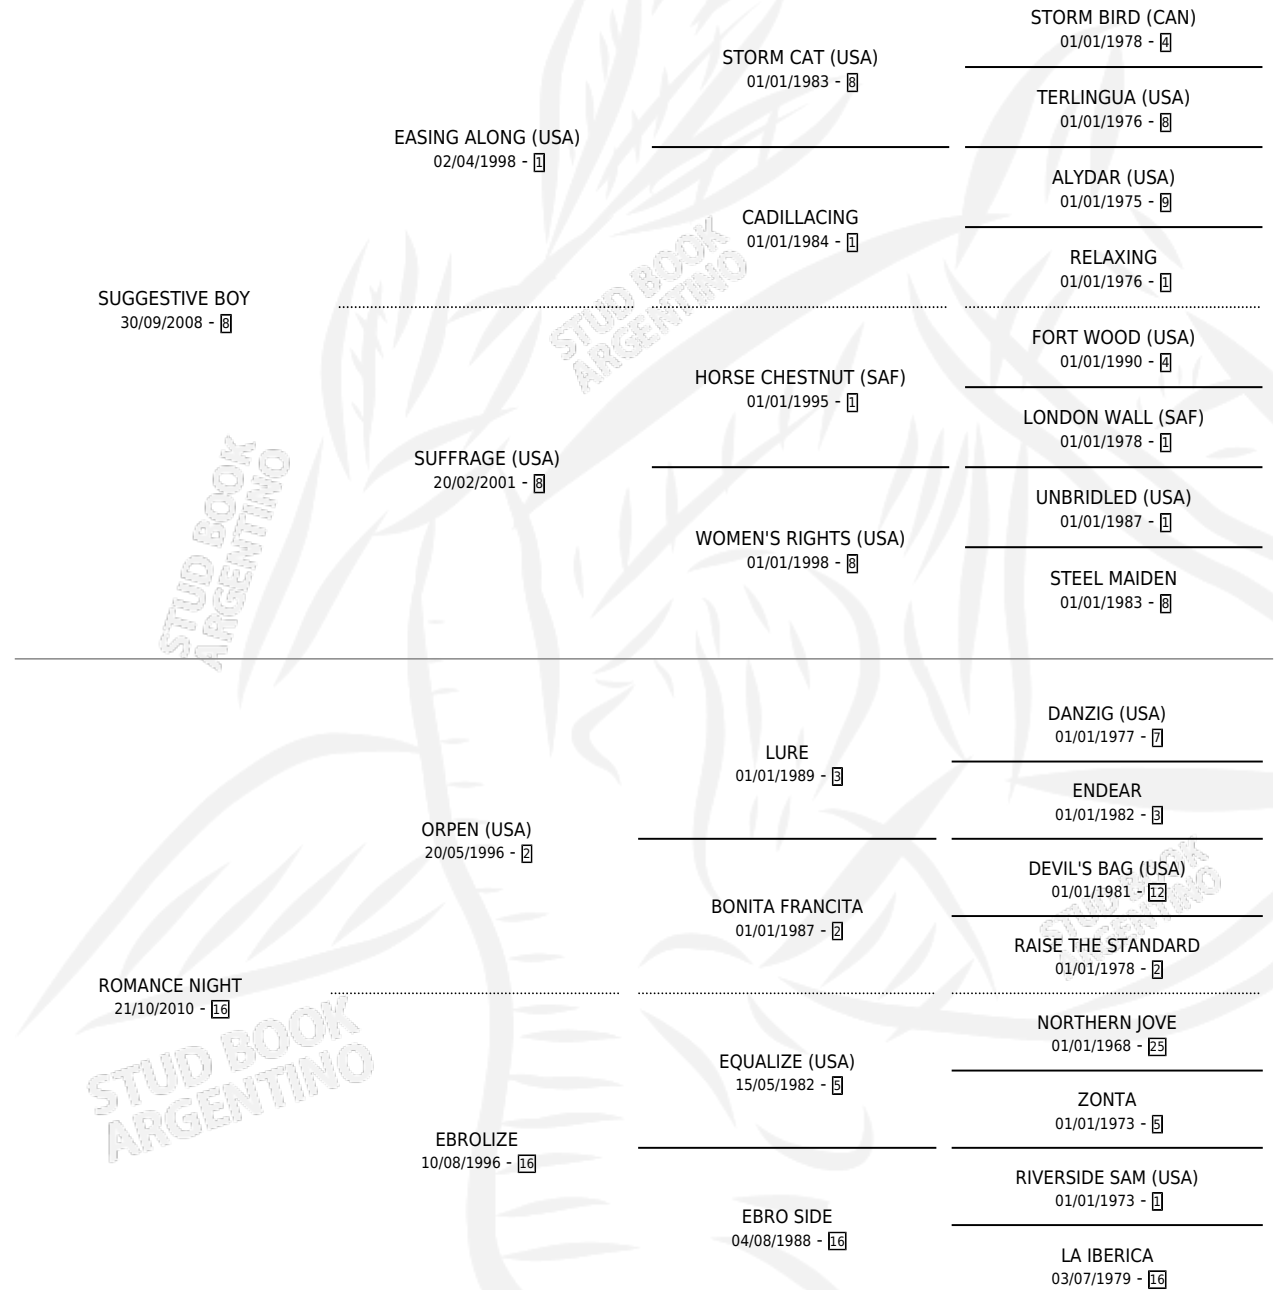 STORM BIRD (CAN)
01/01/1978 - 4
STORM CAT (USA)
01/01/1983 - 8
TERLINGUA (USA)
01/01/1976 - 8
EASING ALONG (USA)
02/04/1998 - 1
ALYDAR (USA)
01/01/1975 - 9
CADILLACING
01/01/1984 - 1
RELAXING
01/01/1976 - 1
SUGGESTIVE BOY
30/09/2008 - 8
STUD BOOK
ARGENTINO
FORT WOOD (USA)
01/01/1990 - 4
HORSE CHESTNUT (SAF)
01/01/1995 - 1
LONDON WALL (SAF)
01/01/1978 - 1
SUFFRAGE (USA)
20/02/2001 - 8
UNBRIDLED (USA)
01/01/1987 - 1
WOMEN'S RIGHTS (USA)
01/01/1998 - 8
STEEL MAIDEN
01/01/1983 - 8
STUD BOOK
ARGENTINO
DANZIG (USA)
01/01/1977 - 7
LURE
01/01/1989 - 3
ENDEAR
01/01/1982 - 3
ORPEN (USA)
20/05/1996 - 2
DEVIL'S BAG (USA)
01/01/1981 - 12
STUD BOOK
ARGENTINO
BONITA FRANCITA
01/01/1987 - 2
RAISE THE STANDARD
01/01/1978 - 2
ROMANCE NIGHT
21/10/2010 - 16
STUD BOOK
ARGENTINO
NORTHERN JOVE
01/01/1968 - 25
EQUALIZE (USA)
15/05/1982 - 5
ZONTA
01/01/1973 - 5
EBROLIZE
10/08/1996 - 16
RIVERSIDE SAM (USA)
01/01/1973 - 1
EBRO SIDE
04/08/1988 - 16
LA IBERICA
03/07/1979 - 16